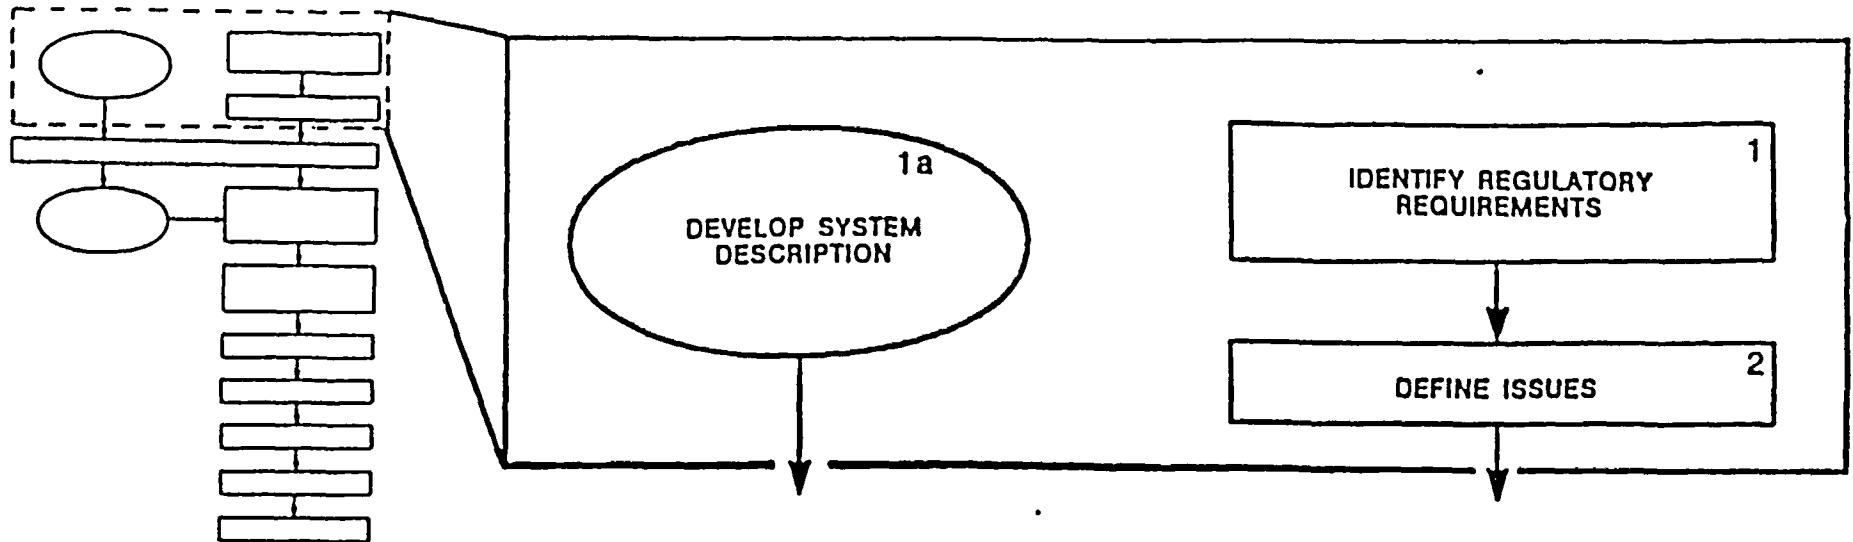 1a
DEVELOP SYSTEM
DESCRIPTION
1
IDENTIFY REGULATORY
REQUIREMENTS
2
DEFINE ISSUES